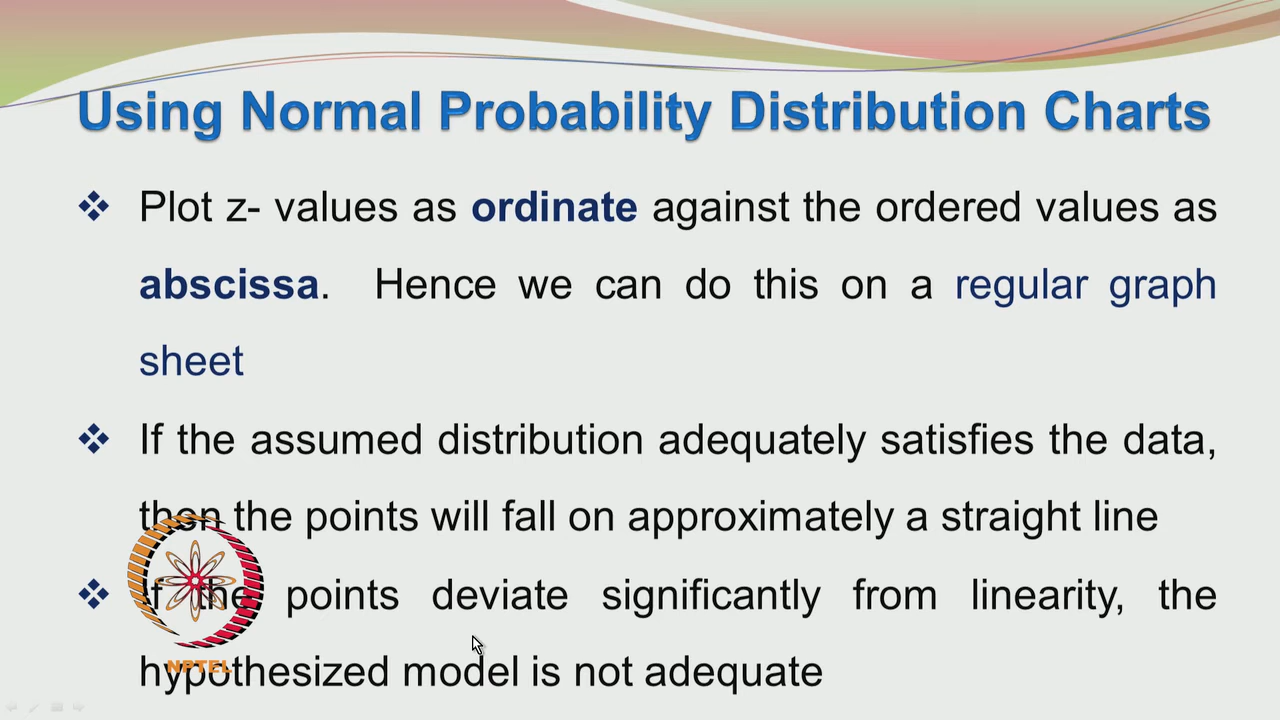 Using Normal Probability Distribution Charts
Plot z- values as ordinate against the ordered values as
abscissa. Hence we can do this on a regular graph
sheet
If the assumed distribution adequately satisfies the data,
then the points will fall on approximately a straight line
If the points deviate significantly from linearity, the
hypothesized model is not adequate
NPTEL